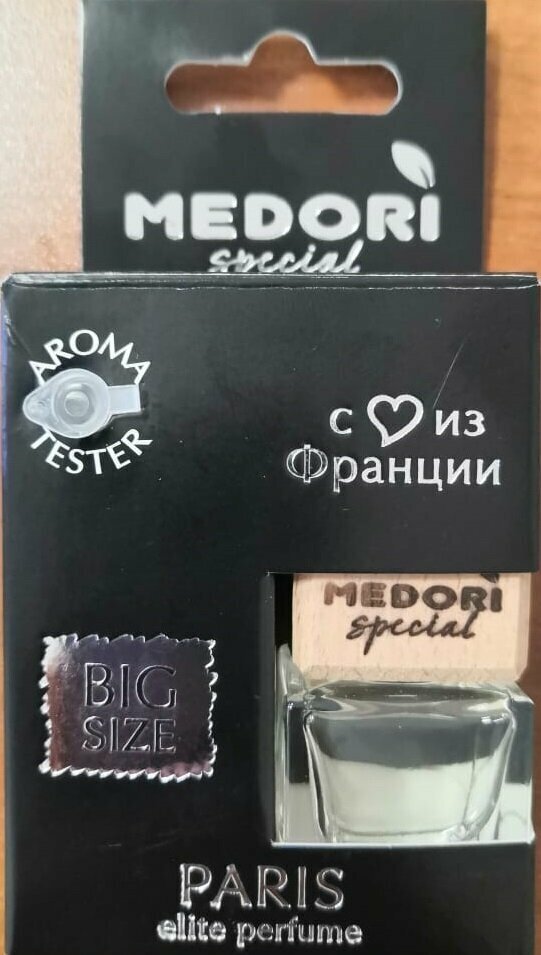 MEDORI
special
AROMA
TESTER
с из
Франции
MEDORI
special
BIG
SIZE
PARIS
elite perfume